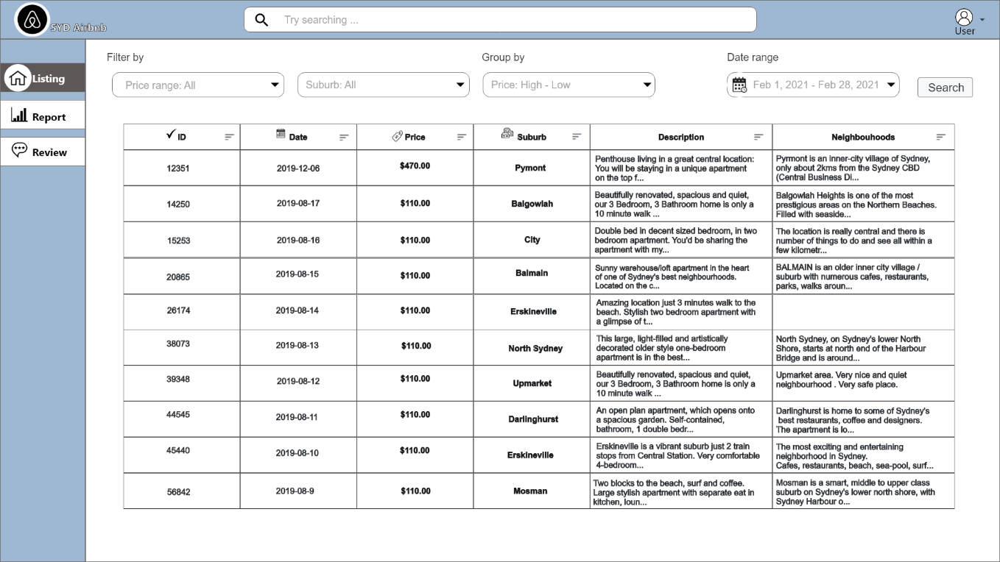 SYD Airbnb
Try searching ...
User
Listing
Report
Review
Filter by
Group by
Date range
Price range: All
Suburb: All
Price: High - Low
Feb 1, 2021 - Feb 28, 2021
Search
ID
Date
Price
Suburb
Description
Neighbouhoods
12351
2019-12-06
$470.00
Pymont
Penthouse living in a great central location:
You will be staying in a unique apartment
on the top f...
Pyrmont is an inner-city village of Sydney,
only about 2kms from the Sydney CBD
(Central Business Di...
14250
2019-08-17
$110.00
Balgowlah
Beautifully renovated, spacious and quiet,
our 3 Bedroom, 3 Bathroom home is only a
10 minute walk ...
Balgowlah Heights is one of the most
prestigious areas on the Northern Beaches.
Filled with seaside...
15253
2019-08-16
$110.00
City
Double bed in decent sized bedroom, in two
bedroom apartment. You'd be sharing the
apartment with my...
The location is really central and there is
number of things to do and see all within a
few kilometr...
20865
2019-08-15
$110.00
Balmain
Sunny warehouse/loft apartment in the heart
of one of Sydney's best neighbourhoods.
Located on the c...
BALMAIN is an older inner city village /
suburb with numerous cafes, restaurants,
parks, walks aroun...
26174
2019-08-14
$110.00
Erskineville
Amazing location just 3 minutes walk to the
beach. Stylish two bedroom apartment with
a glimpse of t...
38073
2019-08-13
$110.00
North Sydney
This large, light-filled and artistically
decorated older style one-bedroom
apartment is in the best...
North Sydney, on Sydney's lower North
Shore, starts at north end of the Harbour
Bridge and is around...
39348
2019-08-12
$110.00
Upmarket
Beautifully renovated, spacious and quiet,
our 3 Bedroom, 3 Bathroom home is only a
10 minute walk ...
Upmarket area. Very nice and quiet
neighbourhood . Very safe place.
44545
2019-08-11
$110.00
Darlinghurst
An open plan apartment, which opens onto
a spacious garden. Self-contained,
bathroom, 1 double bedr...
Darlinghurst is home to some of Sydney's
best restaurants, coffee and designers.
The apartment is lo...
45440
2019-08-10
$110.00
Erskineville
Erskineville is a vibrant suburb just 2 train
stops from Central Station. Very comfortable
4-bedroom...
The most exciting and entertaining
neighborhood in Sydney.
Cafes, restaurants, beach, sea-pool, surf...
56842
2019-08-9
$110.00
Mosman
Two blocks to the beach, surf and coffee.
Large stylish apartment with separate eat in
kitchen, loun...
Mosman is a smart, middle to upper class
suburb on Sydney's lower north shore, with
Sydney Harbour o...